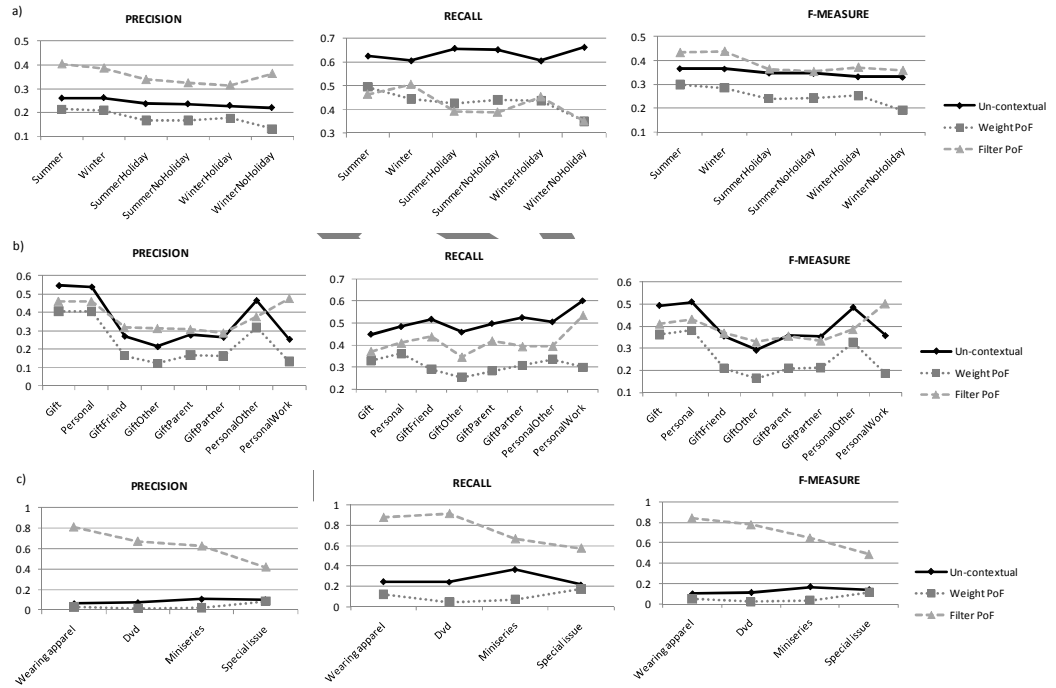 a)
PRECISION
RECALL
F-MEASURE
0.5
0.4
0.3
0.2
0.1
Summer
Winter
SummerHoliday
SummerNoHoliday
WinterHoliday
WinterNoHoliday
0.7
0.6
0.5
0.4
0.3
Summer
Winter
SummerHoliday
SummerNoHoliday
WinterHoliday
WinterNoHoliday
0.5
0.4
0.3
0.2
0.1
Summer
Winter
SummerHoliday
SummerNoHoliday
WinterHoliday
WinterNoHoliday
Un-contextual
Weight PoF
Filter PoF
b)
PRECISION
RECALL
F-MEASURE
0.6
0.5
0.4
0.3
0.2
0.1
0
Gift
Personal
GiftFriend
GiftOther
GiftParent
GiftPartner
PersonalOther
PersonalWork
0.7
0.6
0.5
0.4
0.3
0.2
Gift
Personal
GiftFriend
GiftOther
GiftParent
GiftPartner
PersonalOther
PersonalWork
0.6
0.5
0.4
0.3
0.2
0.1
Gift
Personal
GiftFriend
GiftOther
GiftParent
GiftPartner
PersonalOther
PersonalWork
Un-contextual
Weight PoF
Filter PoF
c)
PRECISION
RECALL
F-MEASURE
1
0.8
0.6
0.4
0.2
0
Wearing apparel
Dvd
Miniseries
Special issue
1
0.8
0.6
0.4
0.2
0
Wearing apparel
Dvd
Miniseries
Special issue
1
0.8
0.6
0.4
0.2
0
Wearing apparel
Dvd
Miniseries
Special issue
Un-contextual
Weight PoF
Filter PoF